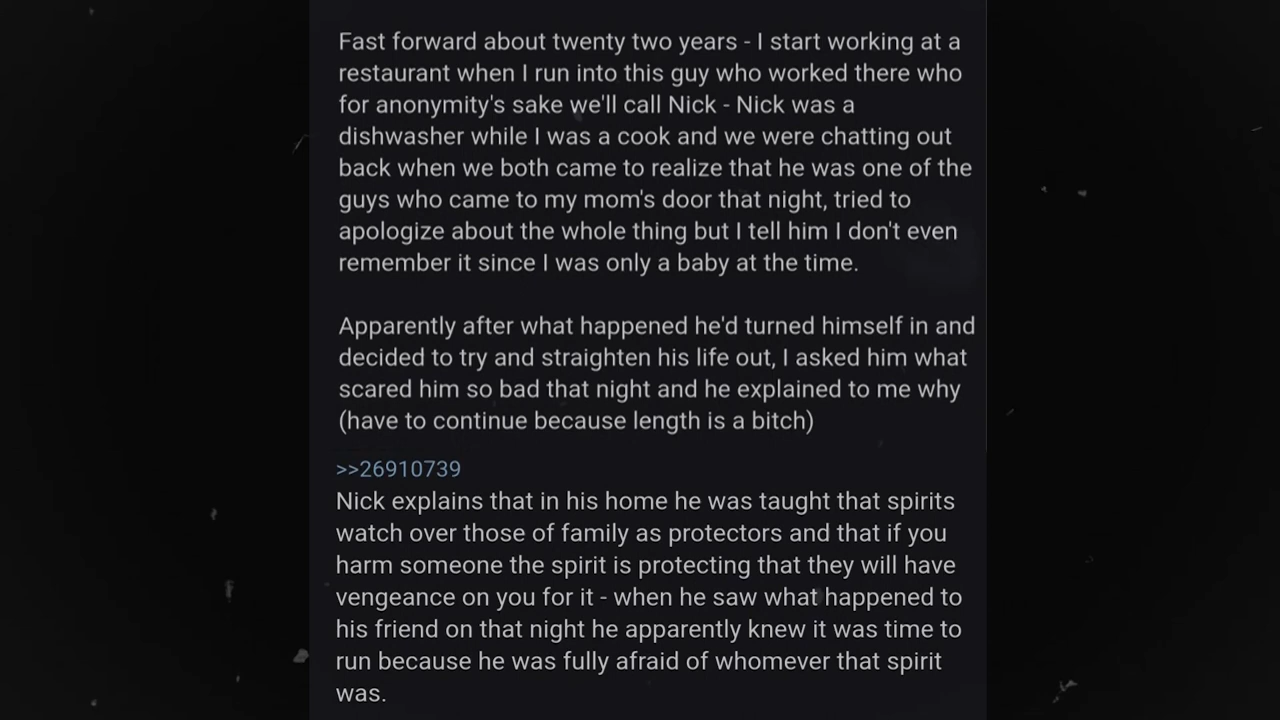 Fast forward about twenty two years - I start working at a
restaurant when I run into this guy who worked there who
for anonymity's sake we'll call Nick - Nick was a
dishwasher while I was a cook and we were chatting out
back when we both came to realize that he was one of the
guys who came to my mom's door that night, tried to
apologize about the whole thing but I tell him I don't even
remember it since I was only a baby at the time.
Apparently after what happened he'd turned himself in and
decided to try and straighten his life out, I asked him what
scared him so bad that night and he explained to me why
(have to continue because length is a bitch)
>>26910739
Nick explains that in his home he was taught that spirits
watch over those of family as protectors and that if you
harm someone the spirit is protecting that they will have
vengeance on you for it - when he saw what happened to
his friend on that night he apparently knew it was time to
run because he was fully afraid of whomever that spirit
was.